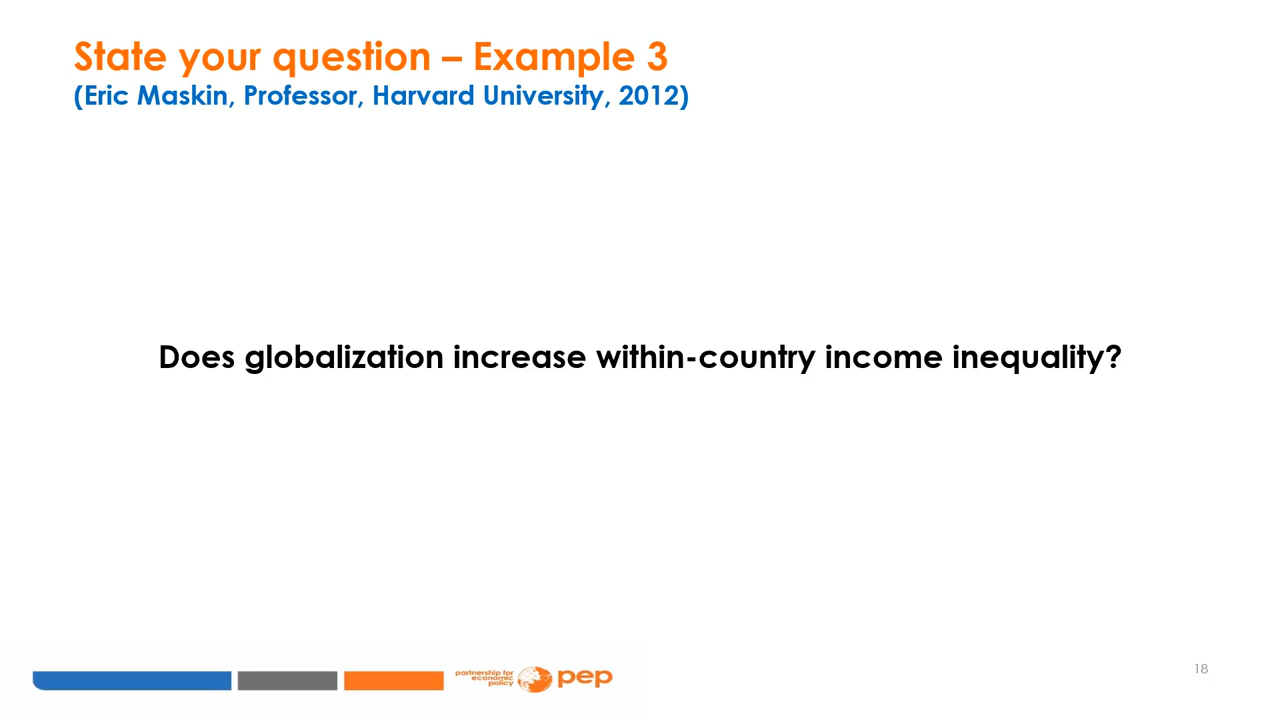 State your question – Example 3
(Eric Maskin, Professor, Harvard University, 2012)
Does globalization increase within-country income inequality?
partnership for
economic
policy
pep
18